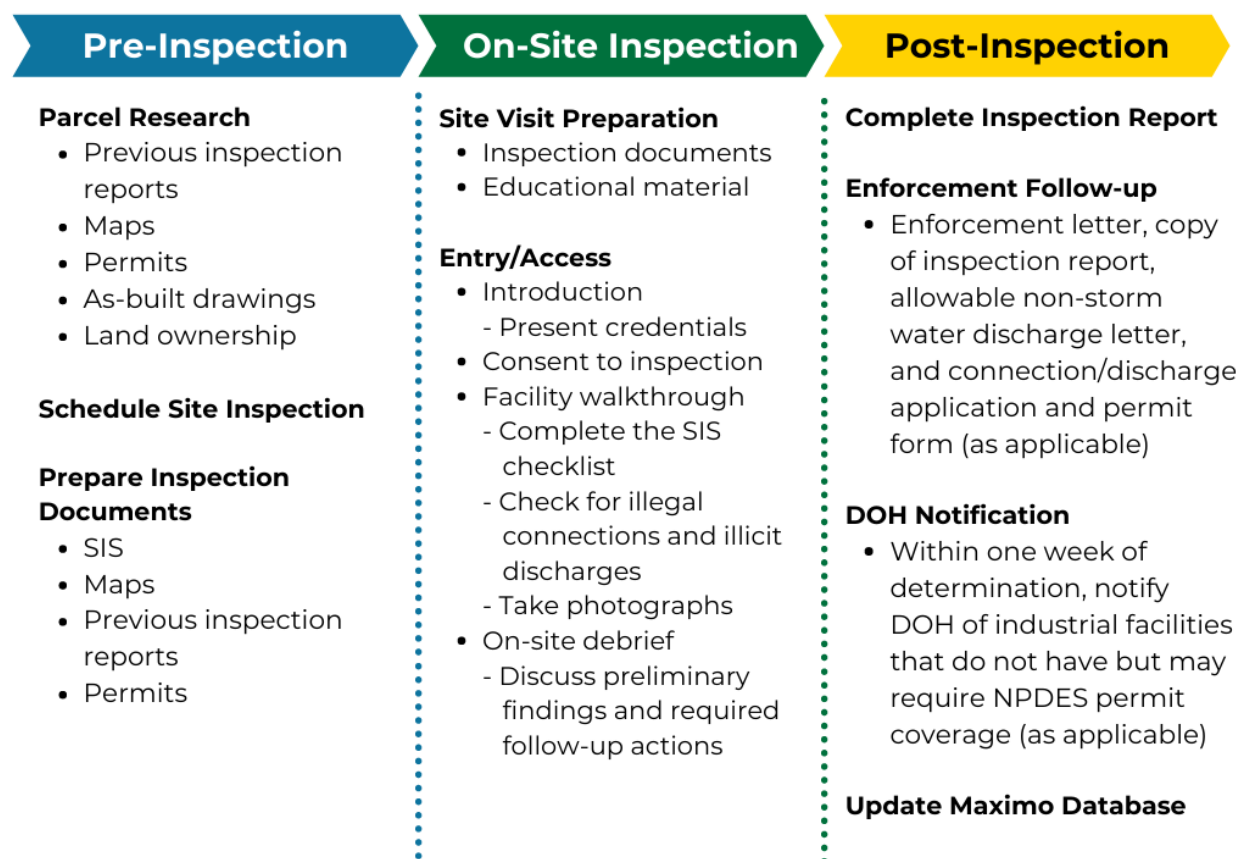 Pre-Inspection
On-Site Inspection
Post-Inspection
Parcel Research
• Previous inspection
reports
• Maps
• Permits
• As-built drawings
• Land ownership
Schedule Site Inspection
Prepare Inspection
Documents
• SIS
• Maps
• Previous inspection
reports
• Permits
Site Visit Preparation
• Inspection documents
• Educational material
Entry/Access
• Introduction
- Present credentials
• Consent to inspection
• Facility walkthrough
- Complete the SIS
checklist
- Check for illegal
connections and illicit
discharges
- Take photographs
• On-site debrief
- Discuss preliminary
findings and required
follow-up actions
Complete Inspection Report
Enforcement Follow-up
• Enforcement letter, copy
of inspection report,
allowable non-storm
water discharge letter,
and connection/discharge
application and permit
form (as applicable)
DOH Notification
• Within one week of
determination, notify
DOH of industrial facilities
that do not have but may
require NPDES permit
coverage (as applicable)
Update Maximo Database